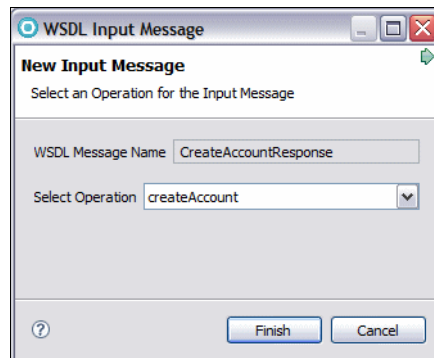 WSDL Input Message
New Input Message
Select an Operation for the Input Message
WSDL Message Name CreateAccountResponse
Select Operation createAccount
? Finish Cancel